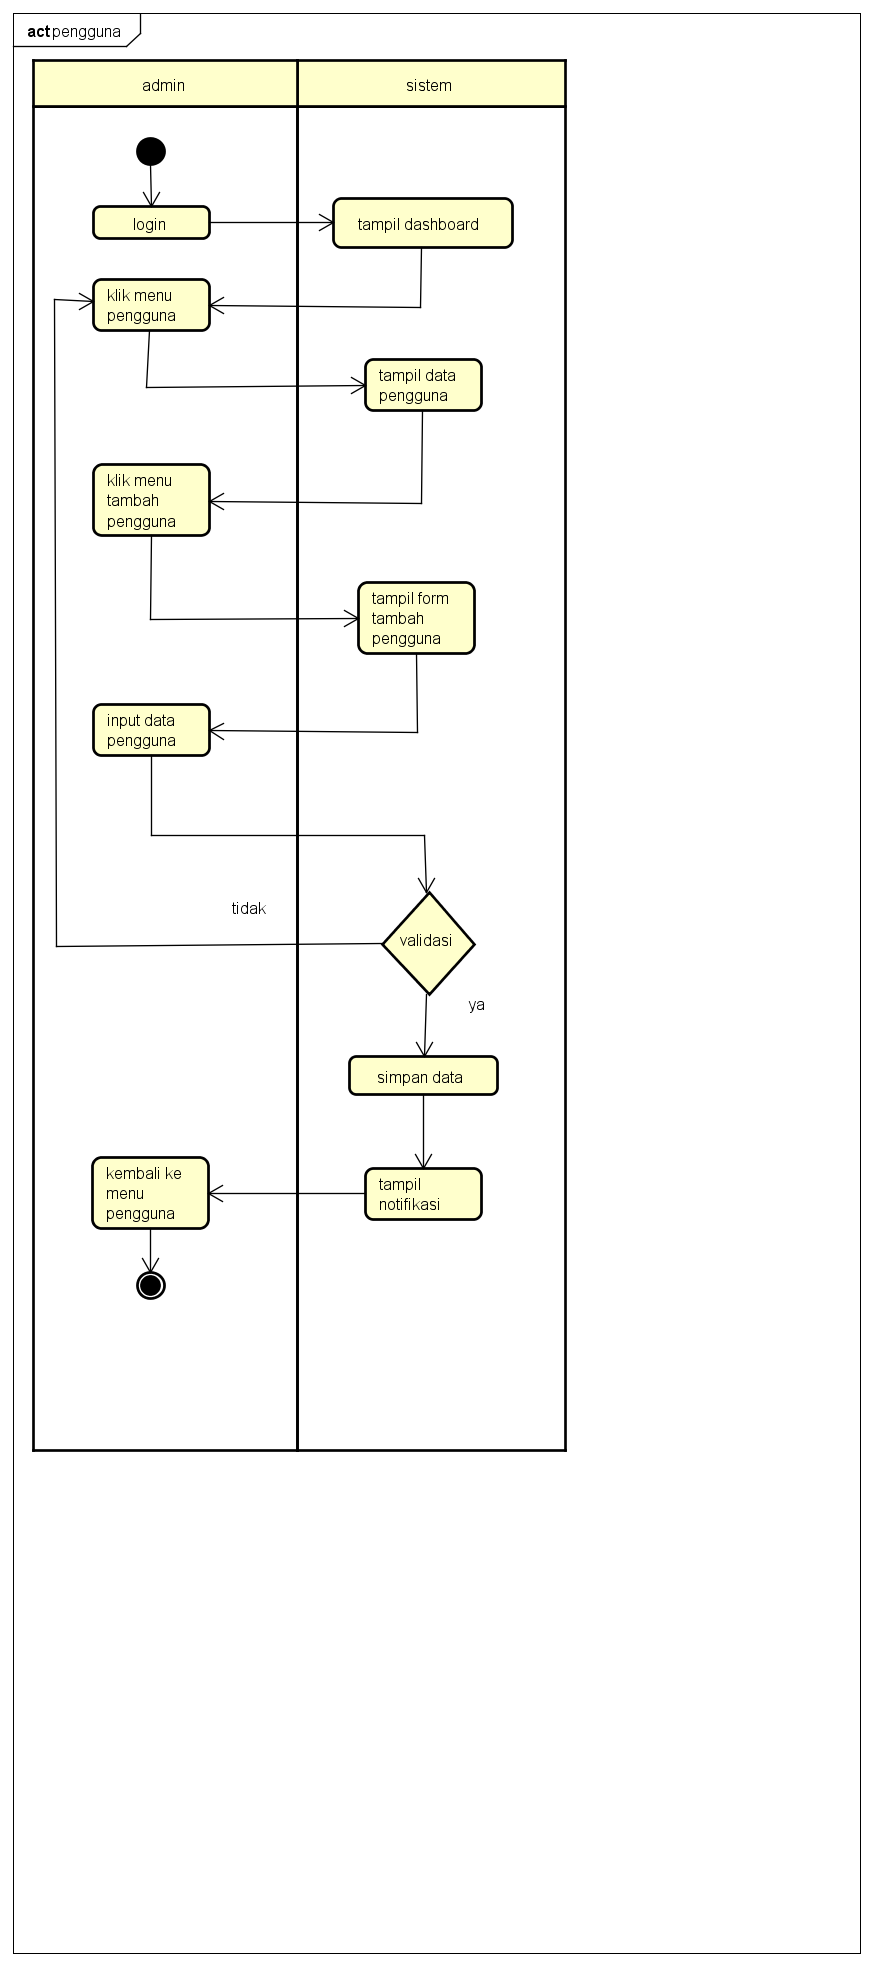 act pengguna
admin
sistem
login
tampil dashboard
klik menu
pengguna
tampil data
pengguna
klik menu
tambah
pengguna
tampil form
tambah
pengguna
input data
pengguna
tidak
validasi
ya
simpan data
kembali ke
menu
pengguna
tampil
notifikasi